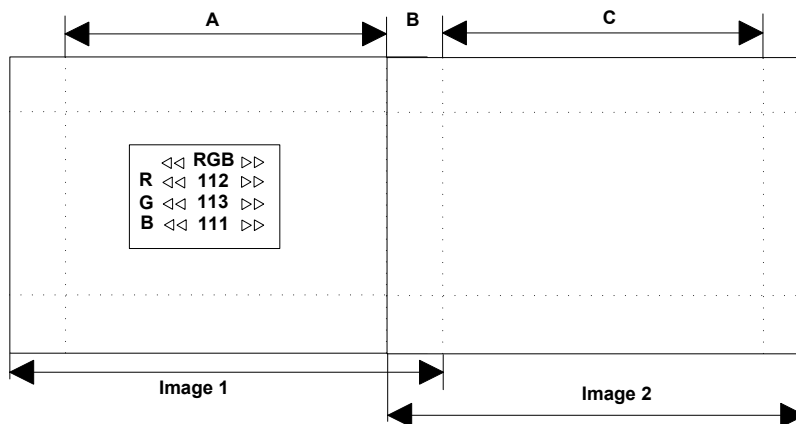 A B C
◁◁ RGB ▷▷
R ◁◁ 112 ▷▷
G ◁◁ 113 ▷▷
B ◁◁ 111 ▷▷
Image 1
Image 2